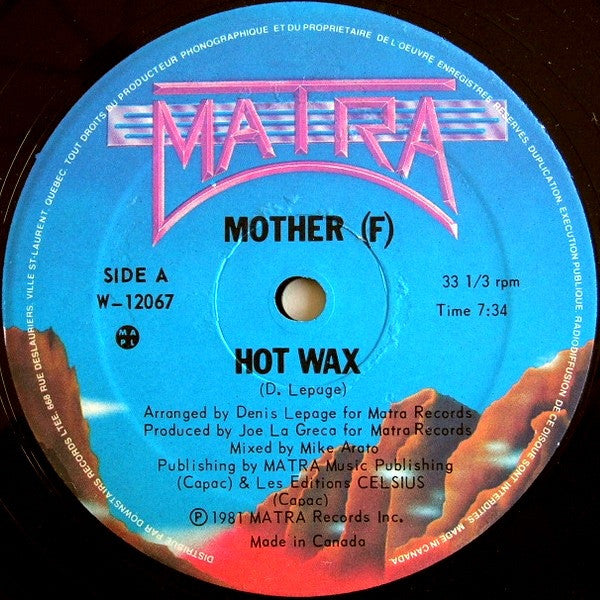 TOUT DROITS DU PRODUCTEUR PHONOGRAPHIQUE ET DU PROPRIETAIRE DE L'OEUVRE ENREGISTREE RESERVES. DUPLICATION, EXECUTION PUBLIQUE, RADIODIFFUSION DE CE DISQUE SONT INTERDITES. MADE IN CANADA
MATRA
MOTHER (F)
SIDE A
W-12067
33 1/3 rpm
Time 7:34
MA
PL
HOT WAX
(D. Lepage)
Arranged by Denis Lepage for Matra Records
Produced by Joe La Greca for Matra Records
Mixed by Mike Arato
Publishing by MATRA Music Publishing
(Capac) & Les Editions CELSIUS
(Capac)
Ⓟ 1981 MATRA Records Inc.
Made in Canada
DISTRIBUE PAR DOWNSTAIRS RECORDS LTEE, 668 RUE DESLAURIERS, VILLE ST-LAURENT, QUEBEC.